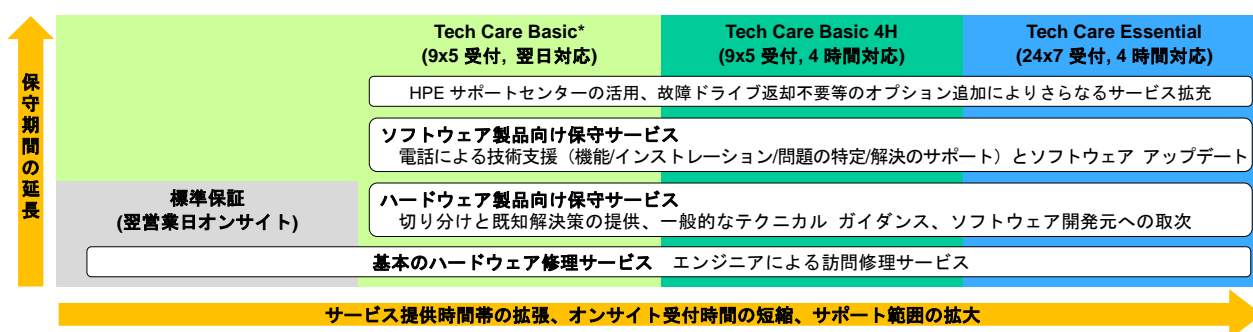 Tech Care Basic*
(9x5 受付, 翌日対応)
Tech Care Basic 4H
(9x5 受付, 4 時間対応)
Tech Care Essential
(24x7 受付, 4 時間対応)
保守期間の延長
HPE サポートセンターの活用、故障ドライブ返却不要等のオプション追加によりさらなるサービス拡充
ソフトウェア製品向け保守サービス
電話による技術支援（機能/インストレーション/問題の特定/解決のサポート）とソフトウェア アップデート
標準保証
(翌営業日オンサイト)
ハードウェア製品向け保守サービス
切り分けと既知解決策の提供、一般的なテクニカル ガイダンス、ソフトウェア開発元への取次
基本のハードウェア修理サービス エンジニアによる訪問修理サービス
サービス提供時間帯の拡張、オンサイト受付時間の短縮、サポート範囲の拡大